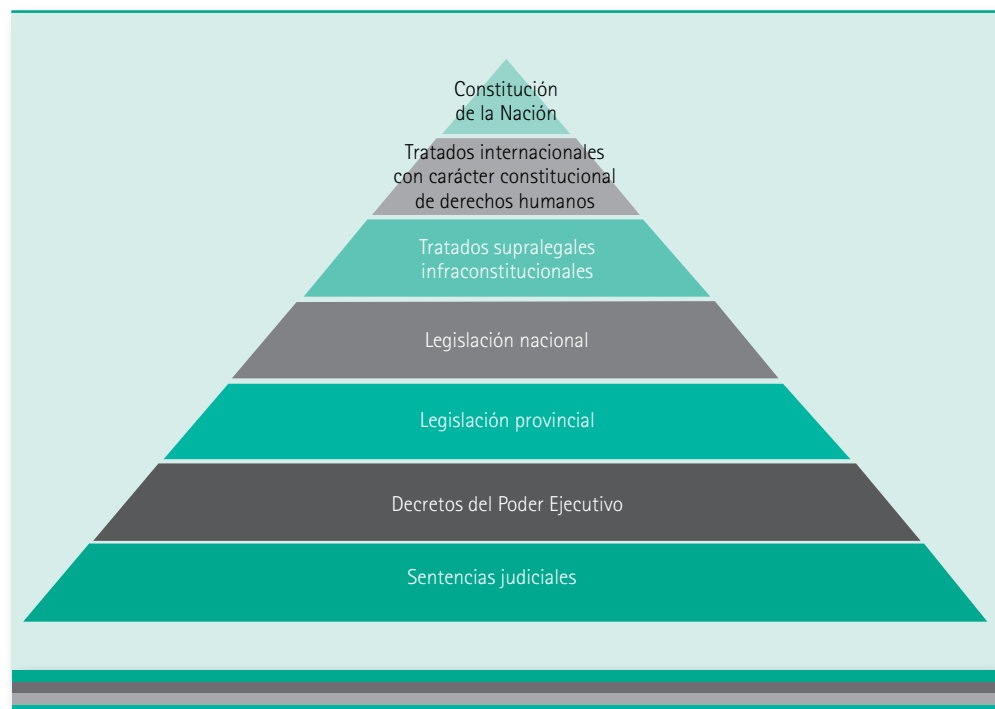 Constitución
de la Nación
Tratados internacionales
con carácter constitucional
de derechos humanos
Tratados supralegales
infraconstitucionales
Legislación nacional
Legislación provincial
Decretos del Poder Ejecutivo
Sentencias judiciales